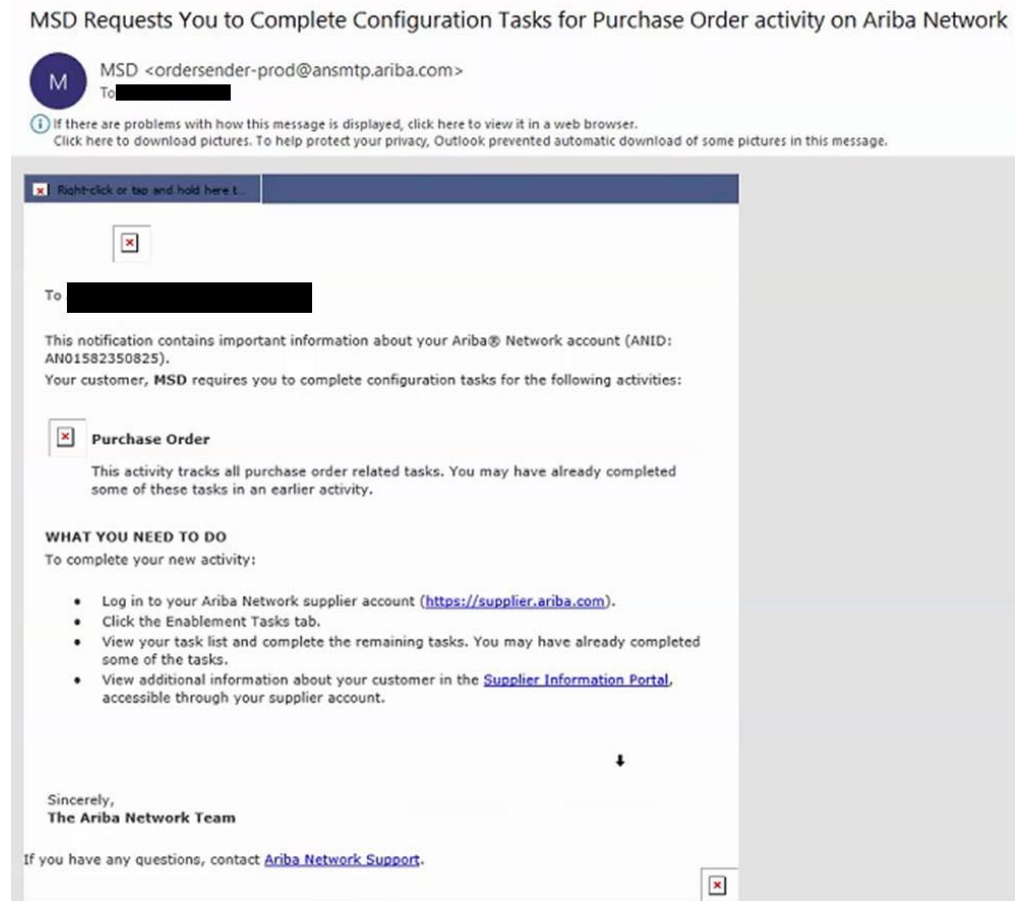 MSD Requests You to Complete Configuration Tasks for Purchase Order activity on Ariba Network
M
MSD <ordersender-prod@ansmtp.ariba.com>
To
If there are problems with how this message is displayed, click here to view it in a web browser.
Click here to download pictures. To help protect your privacy, Outlook prevented automatic download of some pictures in this message.
Right-click or tap and hold here t...
To
This notification contains important information about your Ariba® Network account (ANID:
AN01582350825).
Your customer, MSD requires you to complete configuration tasks for the following activities:
Purchase Order
This activity tracks all purchase order related tasks. You may have already completed
some of these tasks in an earlier activity.
WHAT YOU NEED TO DO
To complete your new activity:
• Log in to your Ariba Network supplier account (https://supplier.ariba.com).
• Click the Enablement Tasks tab.
• View your task list and complete the remaining tasks. You may have already completed
some of the tasks.
• View additional information about your customer in the Supplier Information Portal,
accessible through your supplier account.
Sincerely,
The Ariba Network Team
If you have any questions, contact Ariba Network Support.